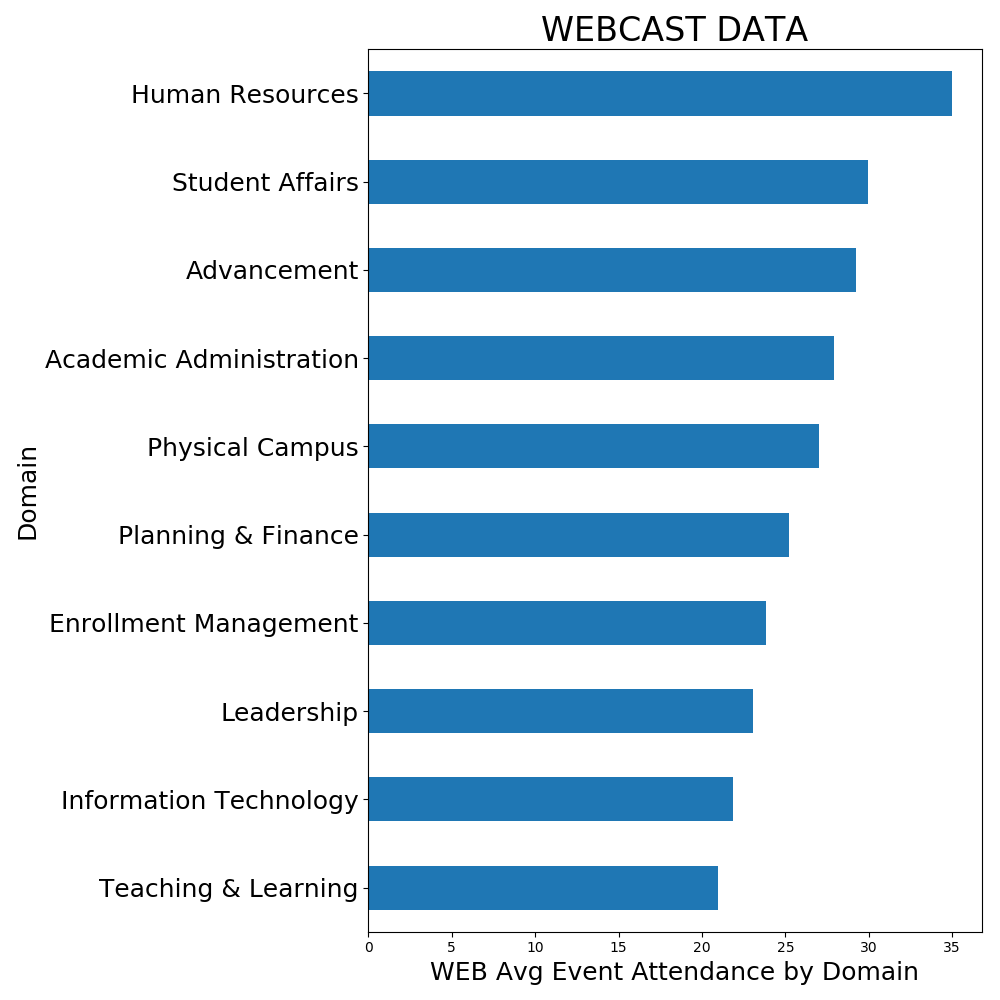 WEBCAST DATA
Human Resources
Student Affairs
Advancement
Academic Administration
Physical Campus
Planning & Finance
Enrollment Management
Leadership
Information Technology
Teaching & Learning
Domain
0 5 10 15 20 25 30 35
WEB Avg Event Attendance by Domain